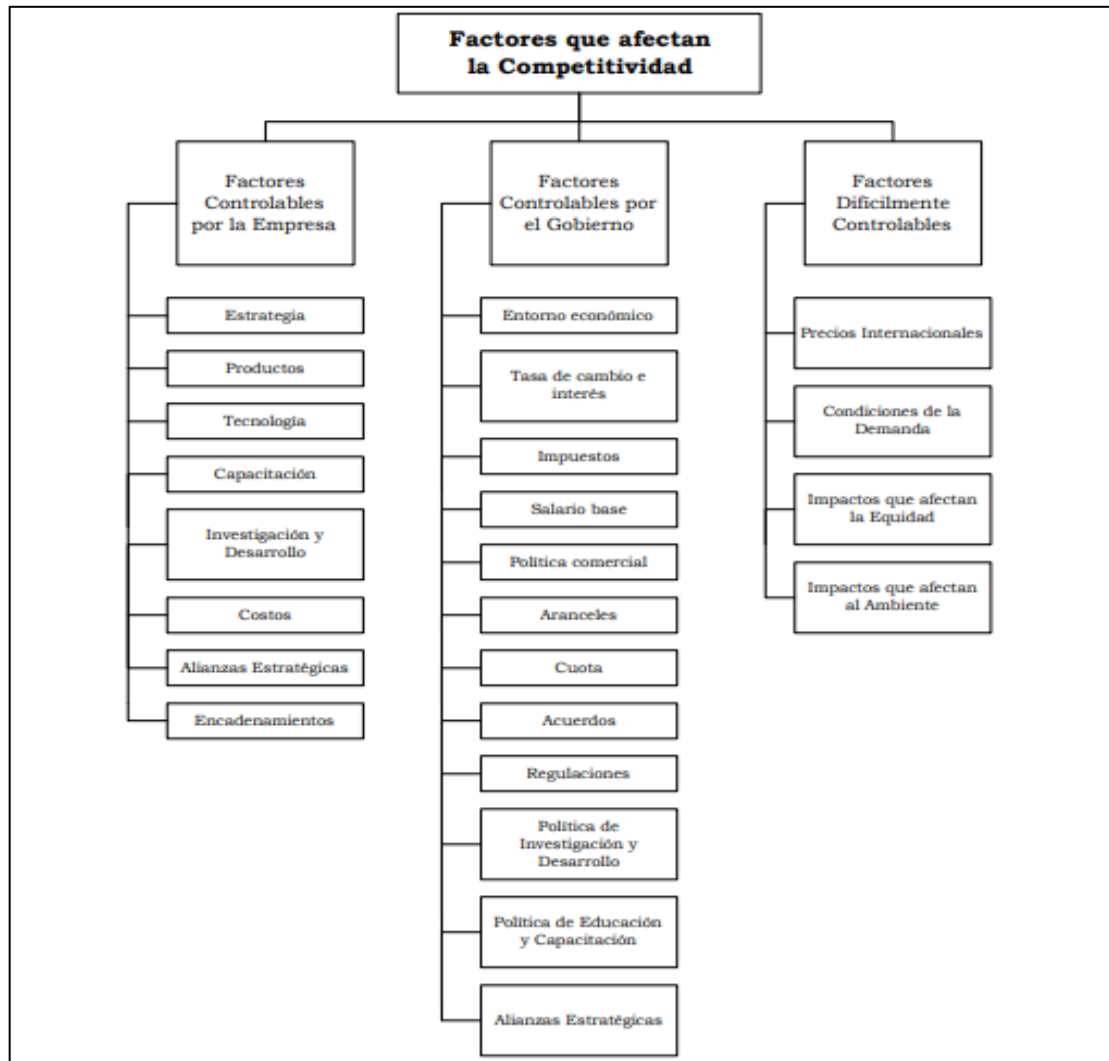 Factores que afectan
la Competitividad
Factores
Controlables
por la Empresa
Estrategia
Productos
Tecnología
Capacitación
Investigación y
Desarrollo
Costos
Alianzas Estratégicas
Encadenamientos
Factores
Controlables por
el Gobierno
Entorno económico
Tasa de cambio e
interés
Impuestos
Salario base
Política comercial
Aranceles
Cuota
Acuerdos
Regulaciones
Política de
Investigación y
Desarrollo
Política de Educación
y Capacitación
Alianzas Estratégicas
Factores
Difícilmente
Controlables
Precios Internacionales
Condiciones de la
Demanda
Impactos que afectan
la Equidad
Impactos que afectan
al Ambiente